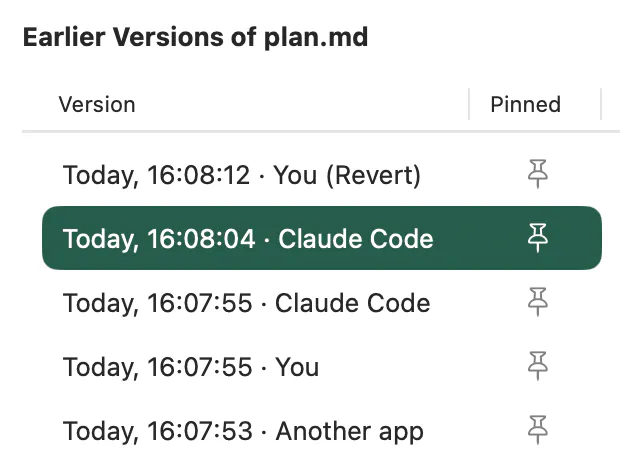 Earlier Versions of plan.md
Version Pinned
Today, 16:08:12 · You (Revert)
Today, 16:08:04 · Claude Code
Today, 16:07:55 · Claude Code
Today, 16:07:55 · You
Today, 16:07:53 · Another app